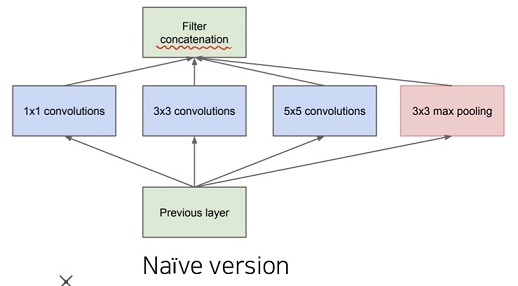 Filter
concatenation
1x1 convolutions
3x3 convolutions
5x5 convolutions
3x3 max pooling
Previous layer
Naïve version